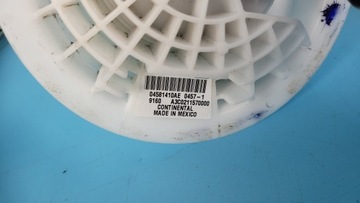 04581410AE 0457-1
9160 A3C0211570000
CONTINENTAL
MADE IN MEXICO